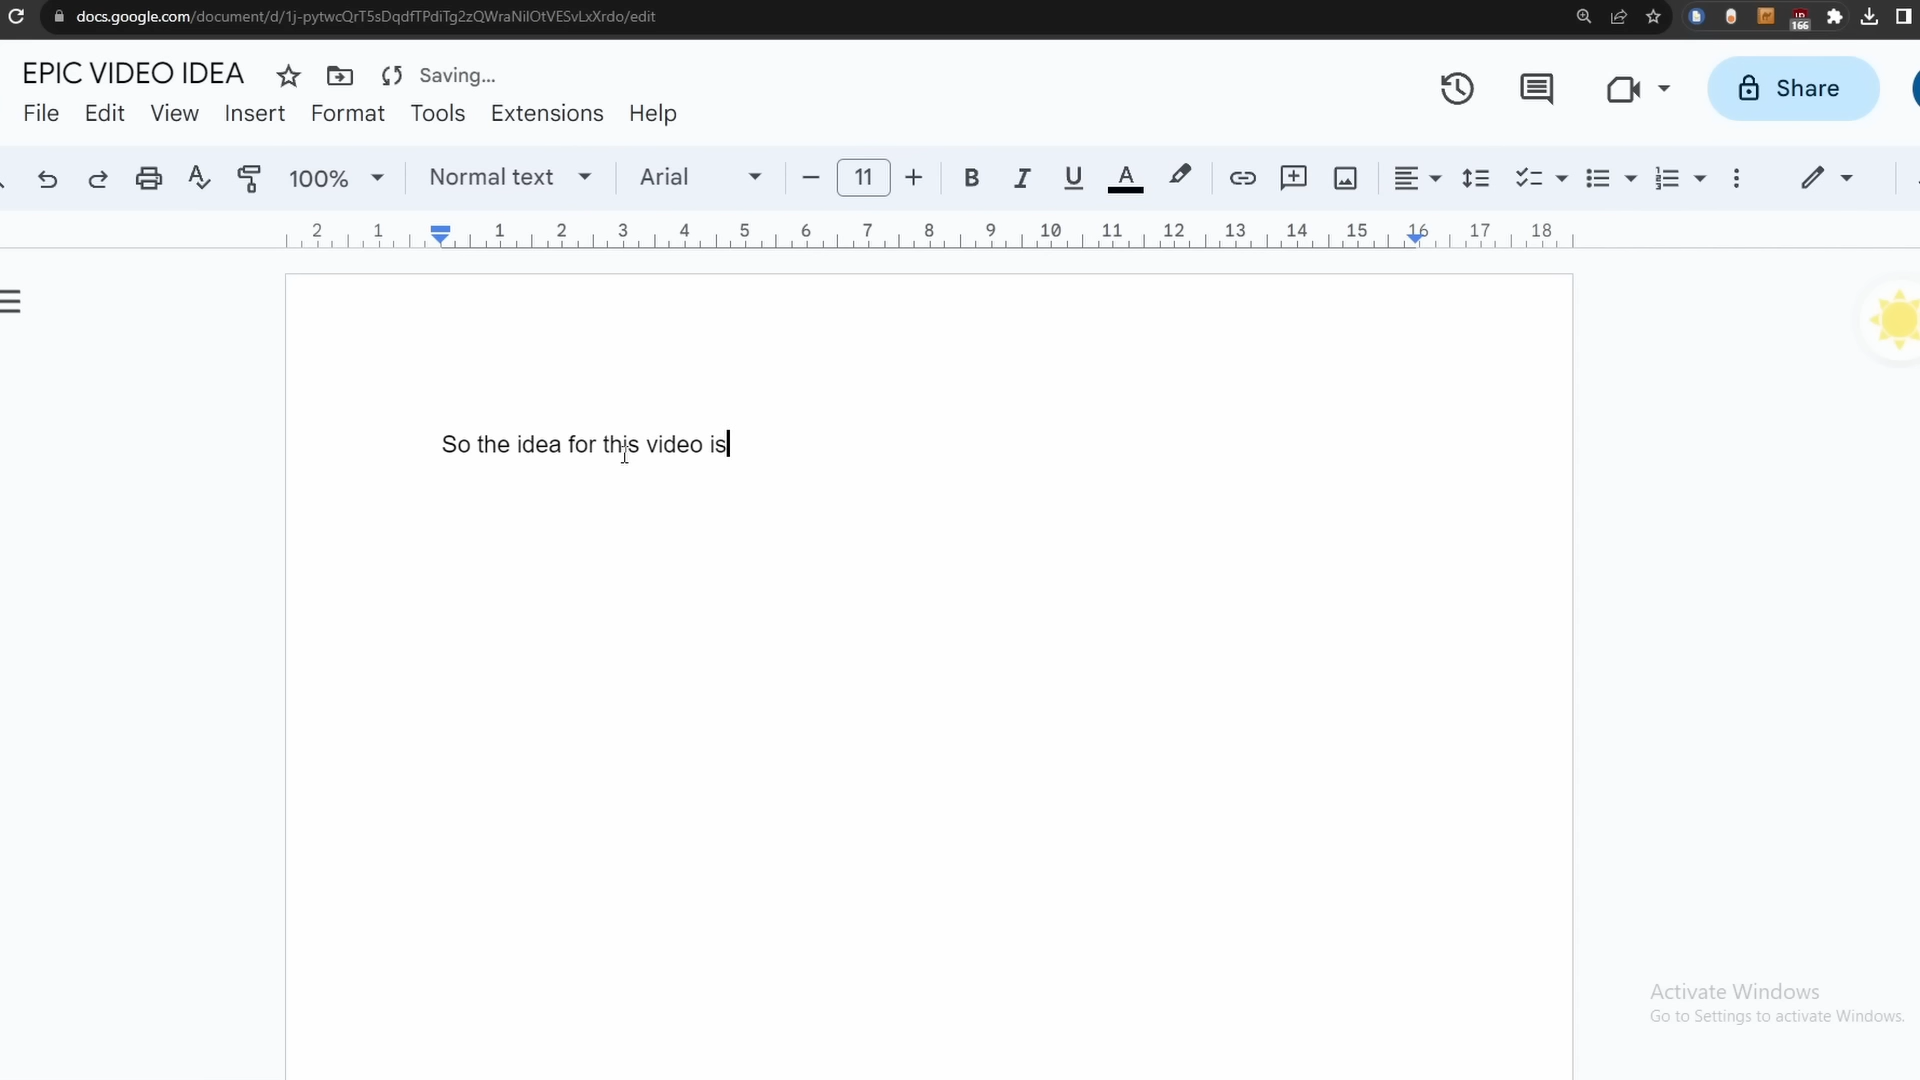 docs.google.com/document/d/1j-pytwcQrT5sDqdfTPdiTg2zQWraNilOtVESvLxXrdo/edit
166
EPIC VIDEO IDEA Saving...
File Edit View Insert Format Tools Extensions Help
Share
100% Normal text Arial 11 B I U A
2 1 1 2 3 4 5 6 7 8 9 10 11 12 13 14 15 16 17 18
So the idea for this video is
Activate Windows
Go to Settings to activate Windows.